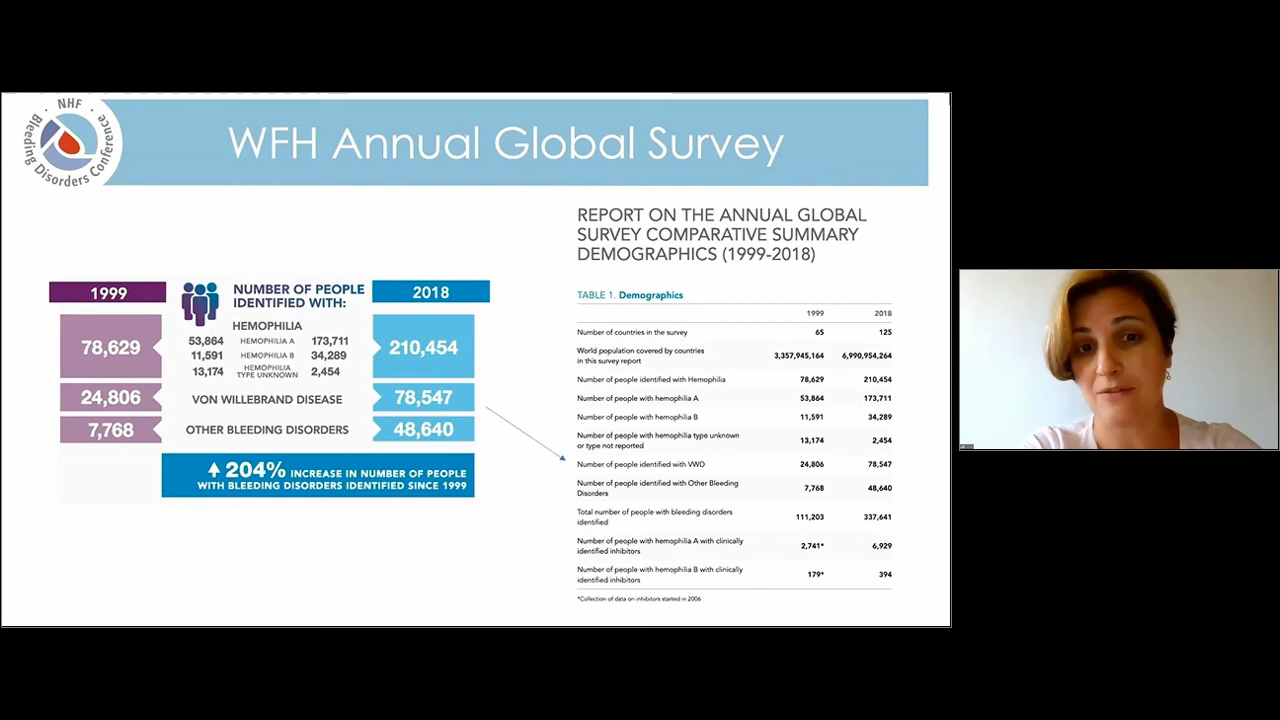 · NHF ·
Bleeding Disorders Conference
WFH Annual Global Survey
1999
NUMBER OF PEOPLE
IDENTIFIED WITH:
2018
78,629
HEMOPHILIA
53,864 HEMOPHILIA A 173,711
11,591 HEMOPHILIA B 34,289
13,174 HEMOPHILIA
TYPE UNKNOWN 2,454
210,454
24,806 VON WILLEBRAND DISEASE 78,547
7,768 OTHER BLEEDING DISORDERS 48,640
204% INCREASE IN NUMBER OF PEOPLE
WITH BLEEDING DISORDERS IDENTIFIED SINCE 1999
REPORT ON THE ANNUAL GLOBAL
SURVEY COMPARATIVE SUMMARY
DEMOGRAPHICS (1999-2018)
TABLE 1. Demographics
1999 2018
Number of countries in the survey 65 125
World population covered by countries
in this survey report 3,357,945,164 6,990,954,264
Number of people identified with Hemophilia 78,629 210,454
Number of people with hemophilia A 53,864 173,711
Number of people with hemophilia B 11,591 34,289
Number of people with hemophilia type unknown
or type not reported 13,174 2,454
Number of people identified with VWD 24,806 78,547
Number of people identified with Other Bleeding
Disorders 7,768 48,640
Total number of people with bleeding disorders
identified 111,203 337,641
Number of people with hemophilia A with clinically
identified inhibitors 2,741* 6,929
Number of people with hemophilia B with clinically
identified inhibitors 179* 394
*Collection of data on inhibitors started in 2006